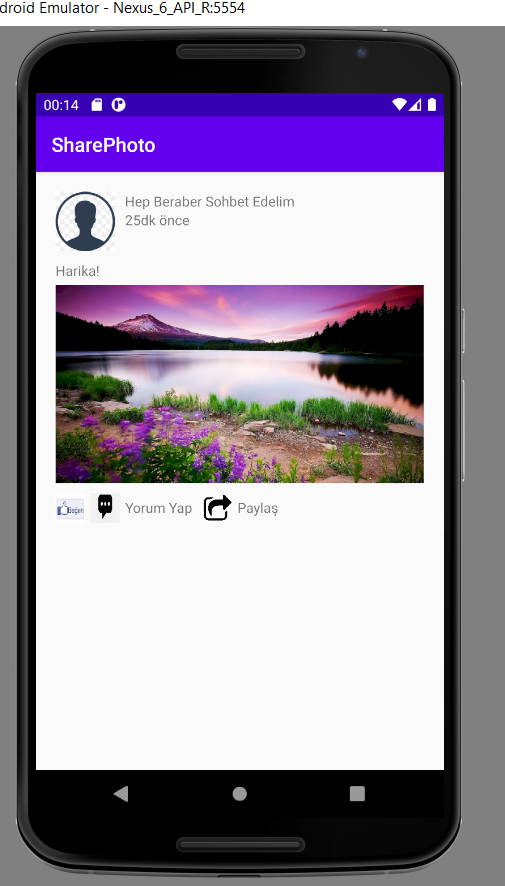 droid Emulator - Nexus_6_API_R:5554
00:14
SharePhoto
Hep Beraber Sohbet Edelim
25dk önce
Harika!
Beğen Yorum Yap Paylaş